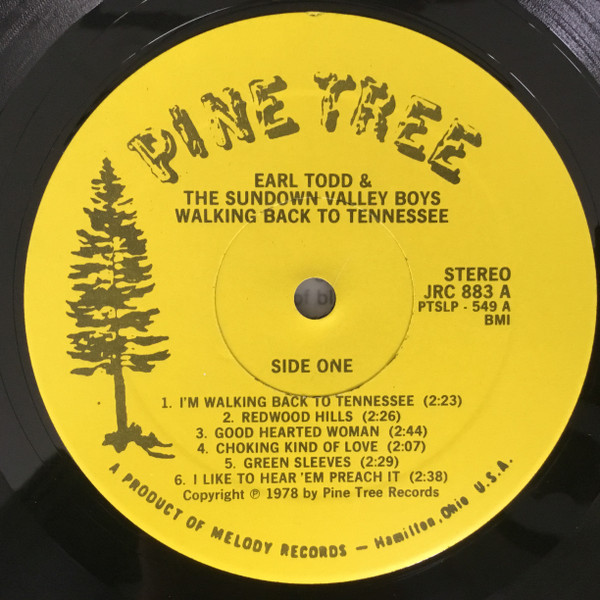 PINE TREE
EARL TODD &
THE SUNDOWN VALLEY BOYS
WALKING BACK TO TENNESSEE
STEREO
JRC 883 A
PTSLP - 549 A
BMI
SIDE ONE
1. I'M WALKING BACK TO TENNESSEE (2:23)
2. REDWOOD HILLS (2:26)
3. GOOD HEARTED WOMAN (2:44)
4. CHOKING KIND OF LOVE (2:07)
5. GREEN SLEEVES (2:29)
6. I LIKE TO HEAR 'EM PREACH IT (2:38)
Copyright ℗ 1978 by Pine Tree Records
A PRODUCT OF MELODY RECORDS — Hamilton, Ohio U.S.A.